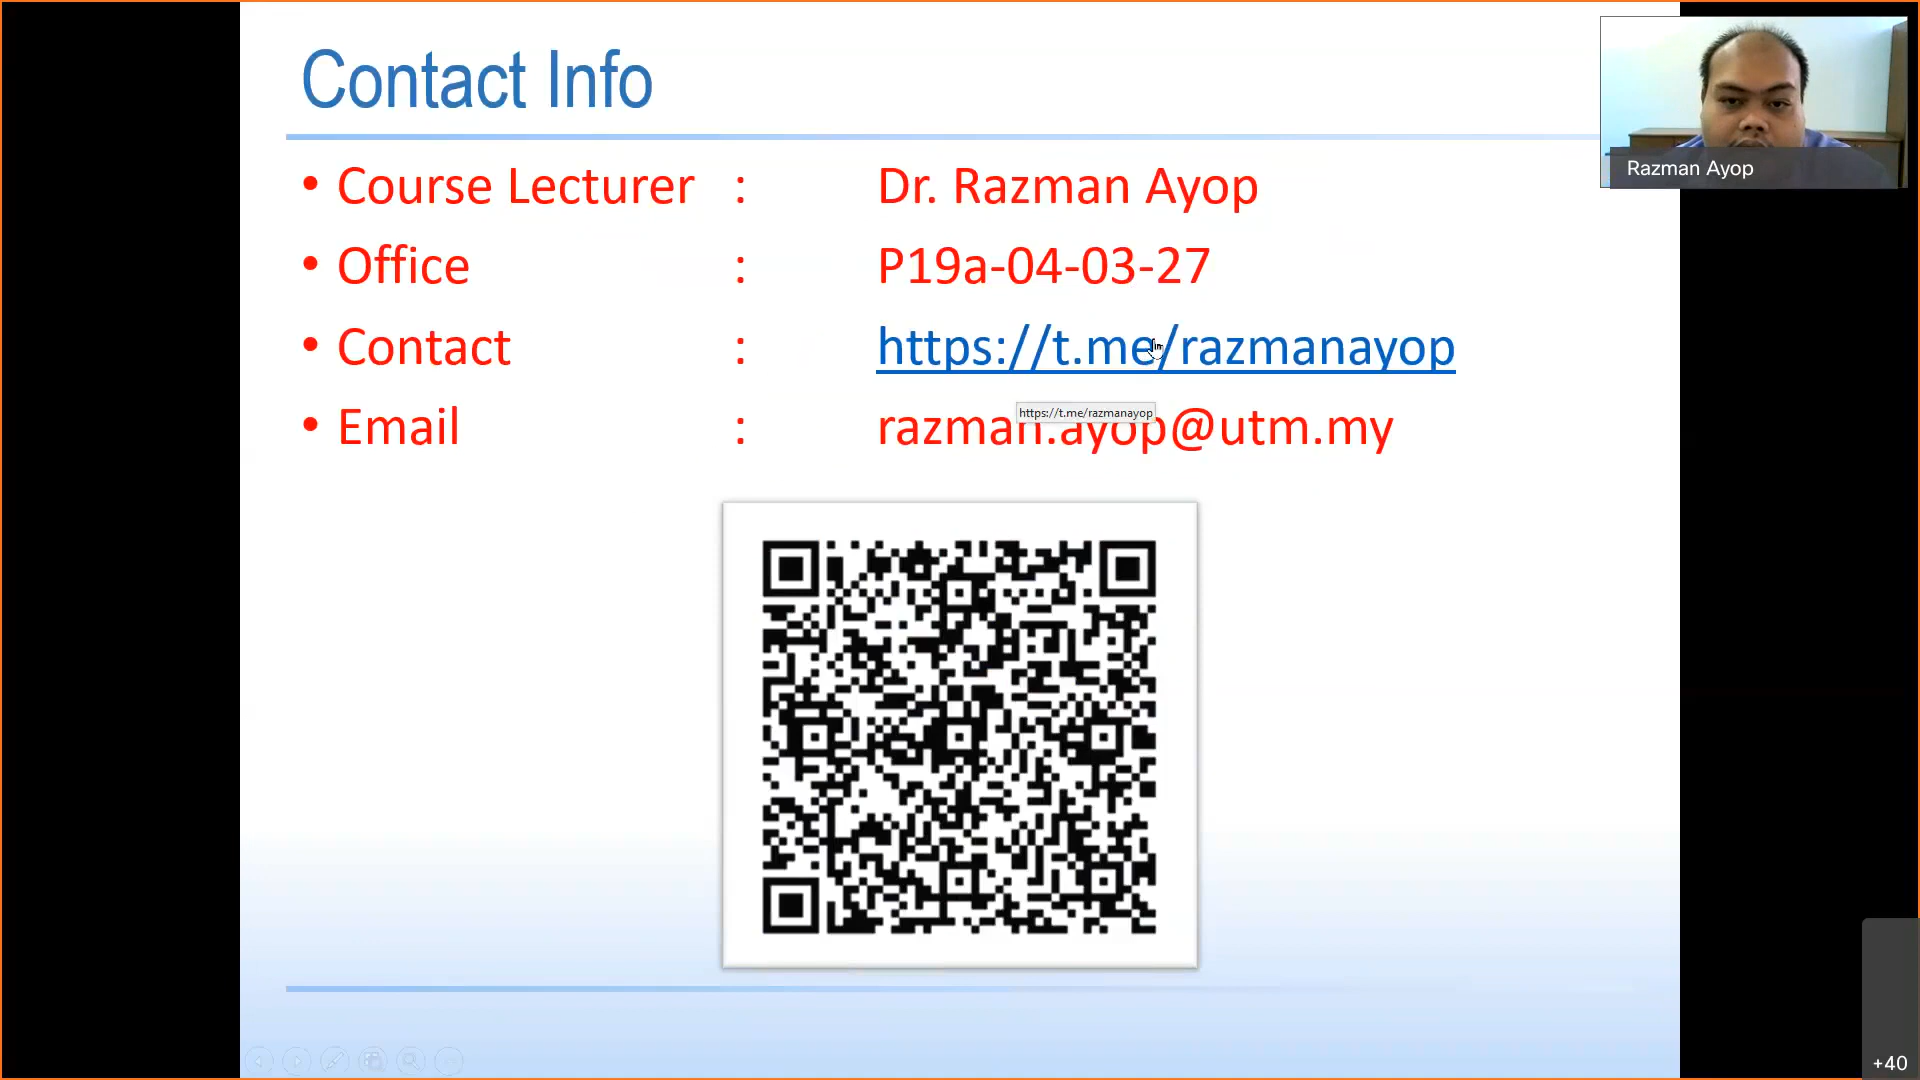 Contact Info
• Course Lecturer : Dr. Razman Ayop
• Office : P19a-04-03-27
• Contact : https://t.me/razmanayop
• Email : razman.ayop@utm.my
https://t.me/razmanayop
Razman Ayop
+40